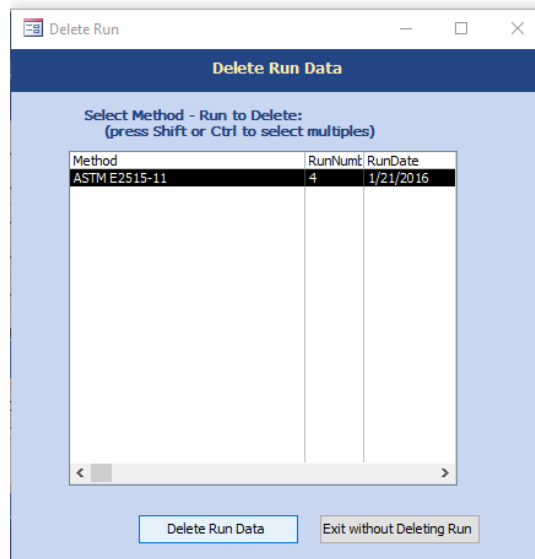 Delete Run
Delete Run Data
Select Method - Run to Delete:
(press Shift or Ctrl to select multiples)
Method RunNumb RunDate
ASTM E2515-11 4 1/21/2016
Delete Run Data Exit without Deleting Run